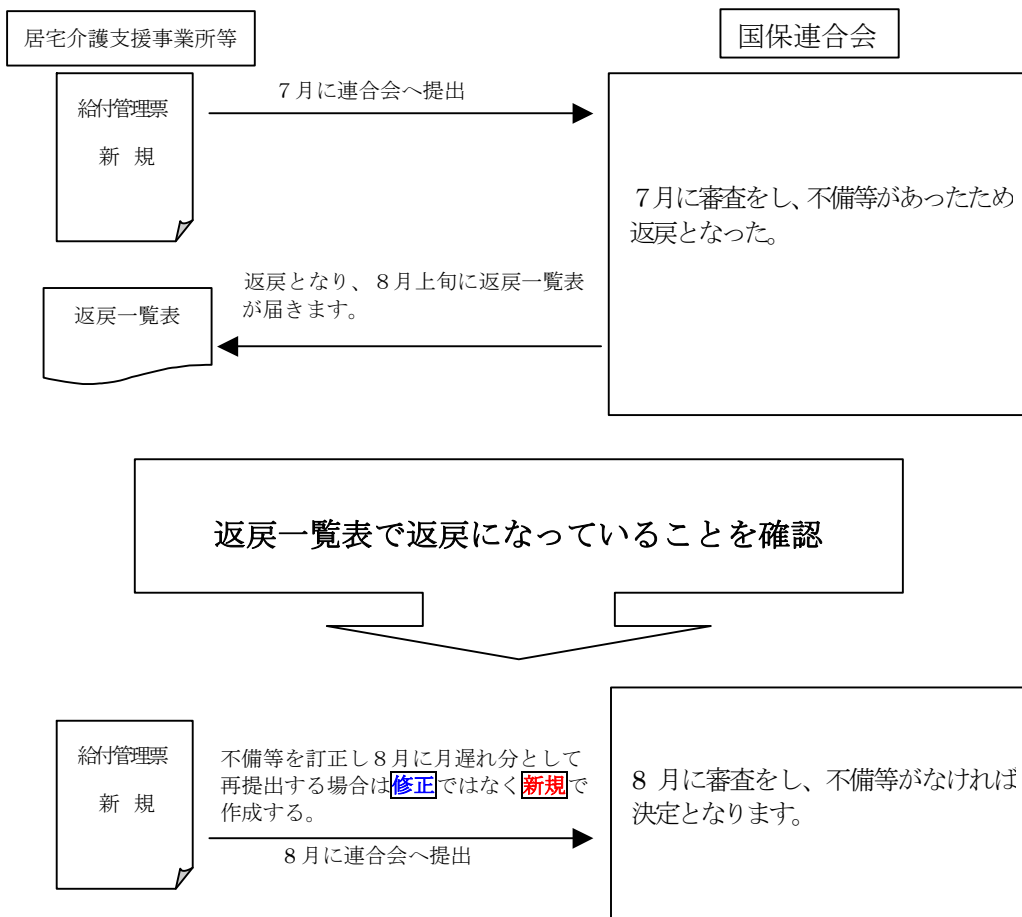 居宅介護支援事業所等
国保連合会
給付管理票
新 規
７月に連合会へ提出
７月に審査をし、不備等があったため
返戻となった。
返戻となり、８月上旬に返戻一覧表
が届きます。
返戻一覧表
返戻一覧表で返戻になっていることを確認
給付管理票
新 規
不備等を訂正し８月に月遅れ分として
再提出する場合は修正ではなく新規で
作成する。
８月に連合会へ提出
８月に審査をし、不備等がなければ
決定となります。